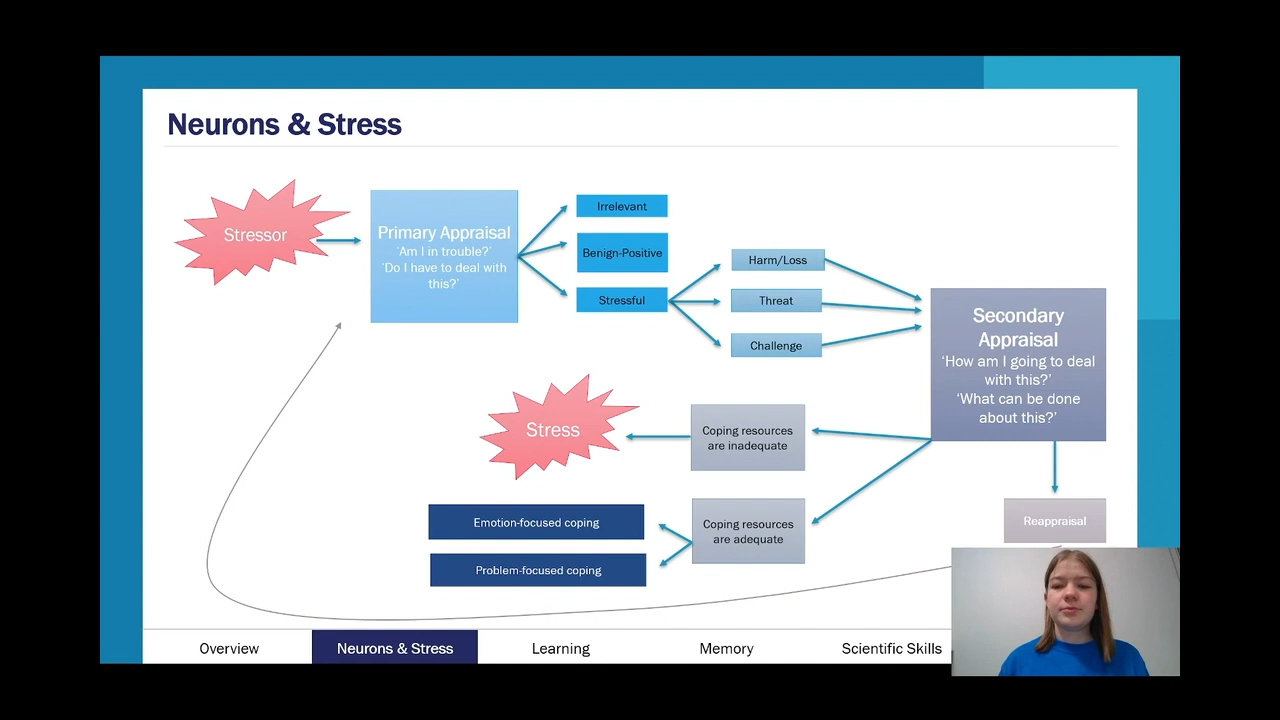 Neurons & Stress
Stressor
Primary Appraisal
‘Am I in trouble?’
‘Do I have to deal with
this?’
Irrelevant
Benign-Positive
Stressful
Harm/Loss
Threat
Challenge
Secondary
Appraisal
‘How am I going to deal
with this?’
‘What can be done
about this?’
Stress
Coping resources
are inadequate
Coping resources
are adequate
Emotion-focused coping
Problem-focused coping
Reappraisal
Overview
Neurons & Stress
Learning
Memory
Scientific Skills